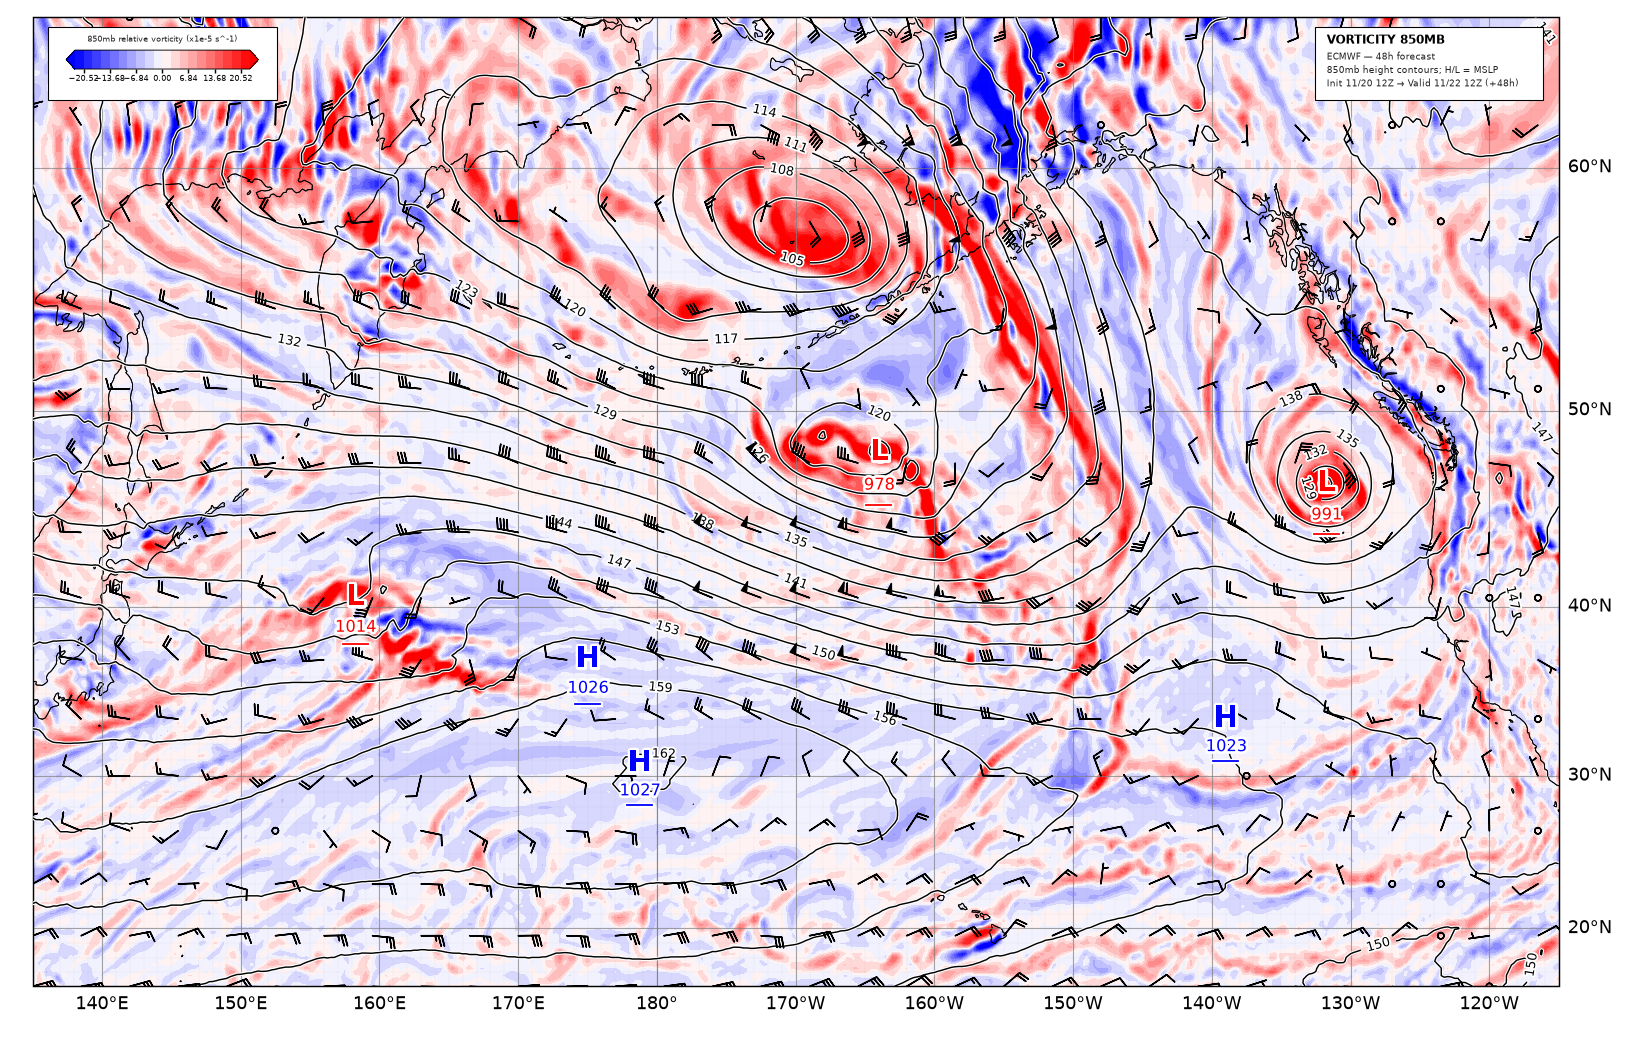 850mb relative vorticity (x1e-5 s^-1)
−20.52 −13.68 −6.84 0.00 6.84 13.68 20.52
VORTICITY 850MB
ECMWF — 48h forecast
850mb height contours; H/L = MSLP
Init 11/20 12Z → Valid 11/22 12Z (+48h)
41
114
111
108
105
60°N
123
120
117
132
129
120
126
138
135
132
129
147
50°N
L
978
L
991
144
138
135
147
141
L
1014
147
40°N
153
150
H
1026
159
156
H
1023
162
H
1027
30°N
20°N
150
150
140°E 150°E 160°E 170°E 180° 170°W 160°W 150°W 140°W 130°W 120°W